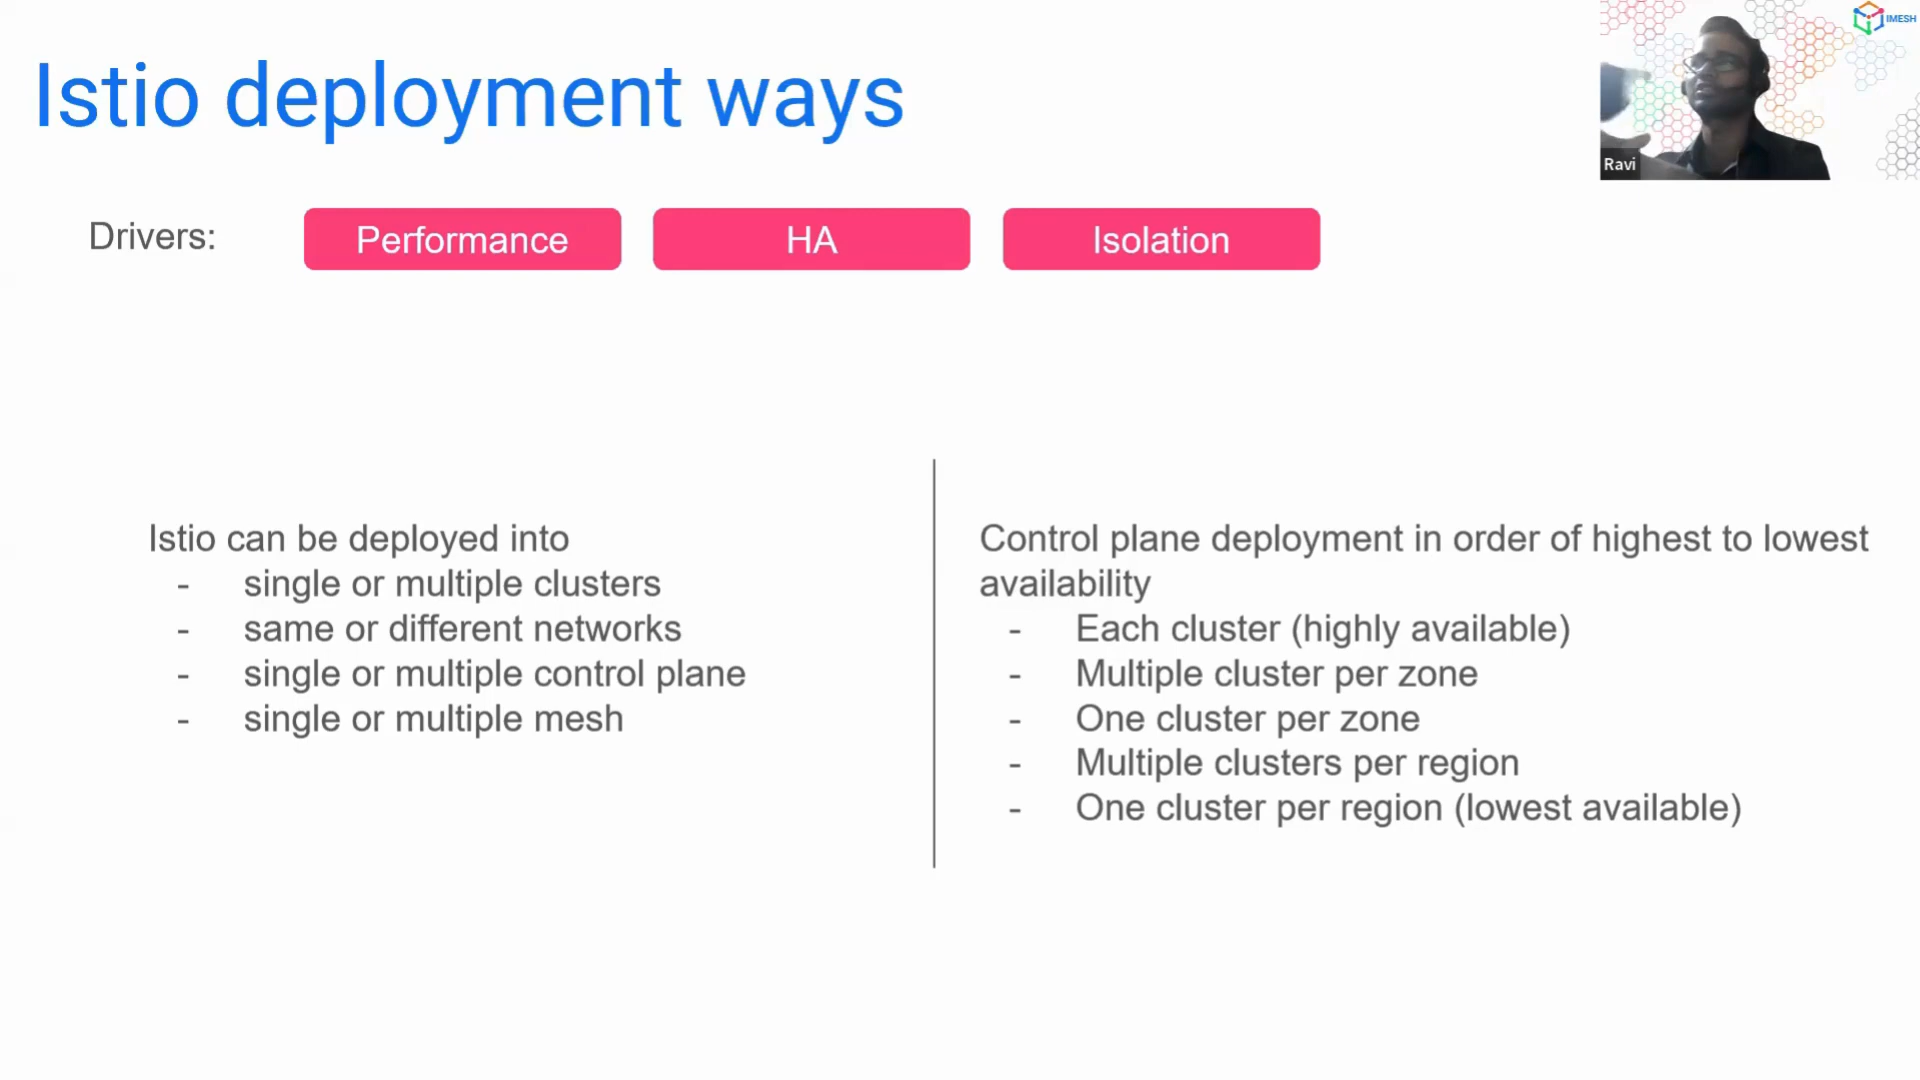 IMESH
Istio deployment ways
Ravi
Drivers:
Performance
HA
Isolation
Istio can be deployed into
- single or multiple clusters
- same or different networks
- single or multiple control plane
- single or multiple mesh
Control plane deployment in order of highest to lowest
availability
- Each cluster (highly available)
- Multiple cluster per zone
- One cluster per zone
- Multiple clusters per region
- One cluster per region (lowest available)